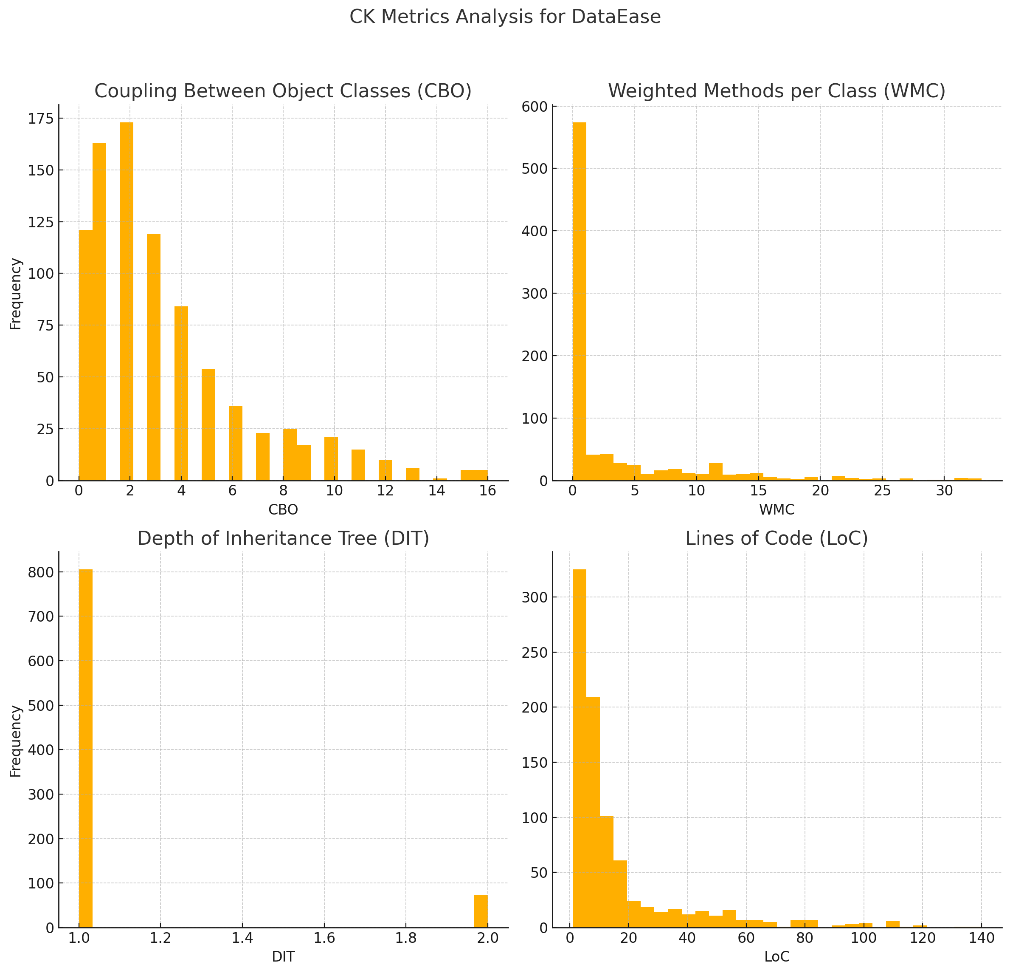 CK Metrics Analysis for DataEase
Coupling Between Object Classes (CBO)
175
150
125
100
75
50
25
0
Frequency
0 2 4 6 8 10 12 14 16
CBO
Weighted Methods per Class (WMC)
600
500
400
300
200
100
0
0 5 10 15 20 25 30
WMC
Depth of Inheritance Tree (DIT)
800
700
600
500
400
300
200
100
0
Frequency
1.0 1.2 1.4 1.6 1.8 2.0
DIT
Lines of Code (LoC)
300
250
200
150
100
50
0
0 20 40 60 80 100 120 140
LoC